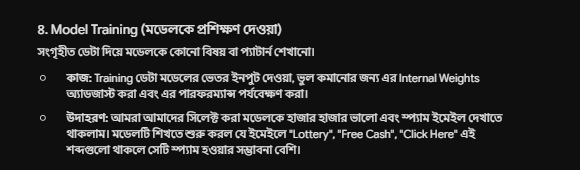 8. Model Training (মডেলকে প্রশিক্ষণ দেওয়া)
সংগৃহীত ডেটা দিয়ে মডেলকে কোনো বিষয় বা প্যাটার্ন শেখানো।
○ কাজ: Training ডেটা মডেলের ভেতর ইনপুট দেওয়া, ভুল কমানোর জন্য এর Internal Weights
অ্যাডজাস্ট করা এবং এর পারফরম্যান্স পর্যবেক্ষণ করা।
○ উদাহরণ: আমরা আমাদের সিলেক্ট করা মডেলকে হাজার হাজার ভালো এবং স্প্যাম ইমেইল দেখাতে
থাকলাম। মডেলটি শিখতে শুরু করল যে ইমেইলে "Lottery", "Free Cash", "Click Here" এই
শব্দগুলো থাকলে সেটি স্প্যাম হওয়ার সম্ভাবনা বেশি।